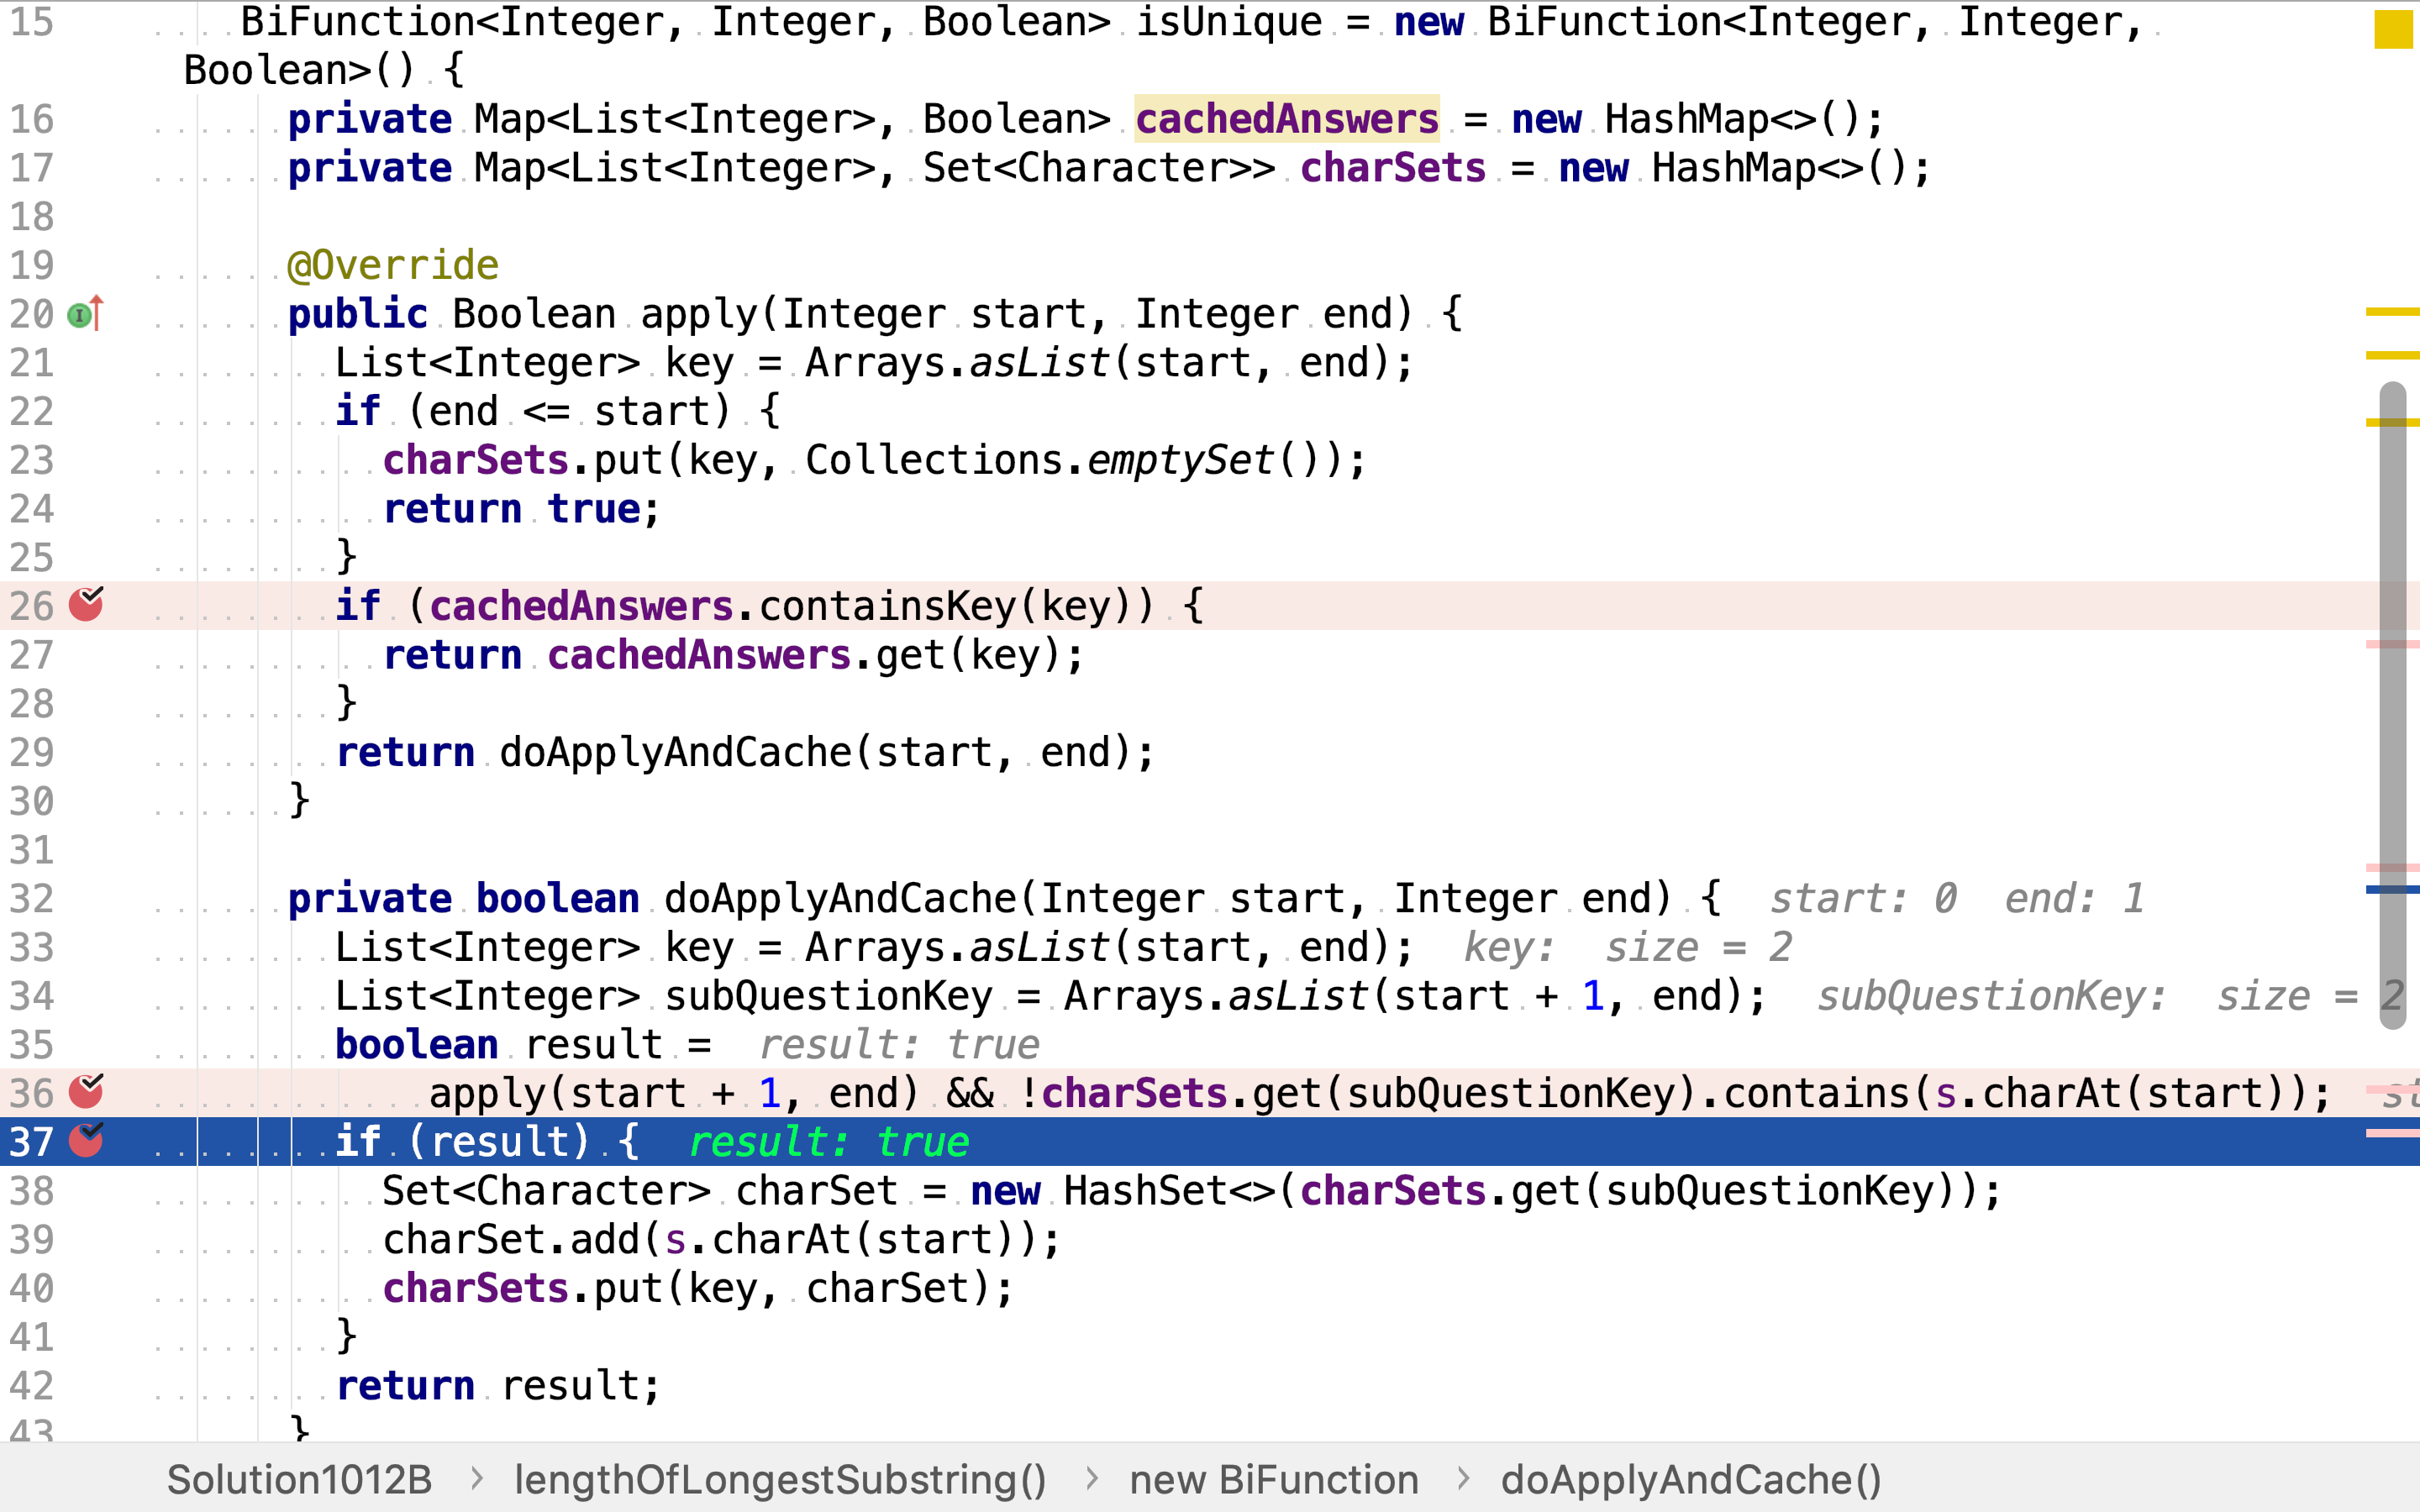 15 BiFunction<Integer, Integer, Boolean> isUnique = new BiFunction<Integer, Integer,
Boolean>() {
16 private Map<List<Integer>, Boolean> cachedAnswers = new HashMap<>();
17 private Map<List<Integer>, Set<Character>> charSets = new HashMap<>();
18
19 @Override
20 public Boolean apply(Integer start, Integer end) {
21 List<Integer> key = Arrays.asList(start, end);
22 if (end <= start) {
23 charSets.put(key, Collections.emptySet());
24 return true;
25 }
26 if (cachedAnswers.containsKey(key)) {
27 return cachedAnswers.get(key);
28 }
29 return doApplyAndCache(start, end);
30 }
31
32 private boolean doApplyAndCache(Integer start, Integer end) { start: 0 end: 1
33 List<Integer> key = Arrays.asList(start, end); key: size = 2
34 List<Integer> subQuestionKey = Arrays.asList(start + 1, end); subQuestionKey: size = 2
35 boolean result = result: true
36 apply(start + 1, end) && !charSets.get(subQuestionKey).contains(s.charAt(start));
37 if (result) { result: true
38 Set<Character> charSet = new HashSet<>(charSets.get(subQuestionKey));
39 charSet.add(s.charAt(start));
40 charSets.put(key, charSet);
41 }
42 return result;
43 }
Solution1012B > lengthOfLongestSubstring() > new BiFunction > doApplyAndCache()